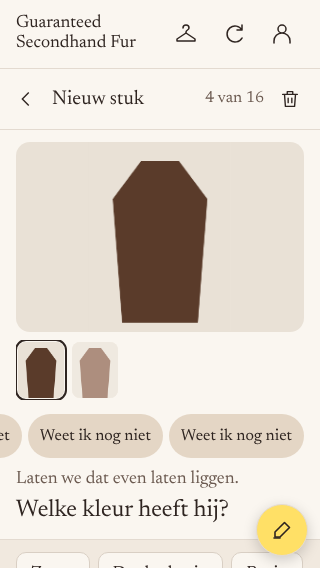 Guaranteed
Secondhand Fur
Nieuw stuk
4 van 16
Weet ik nog niet
Weet ik nog niet
Laten we dat even laten liggen.
Welke kleur heeft hij?